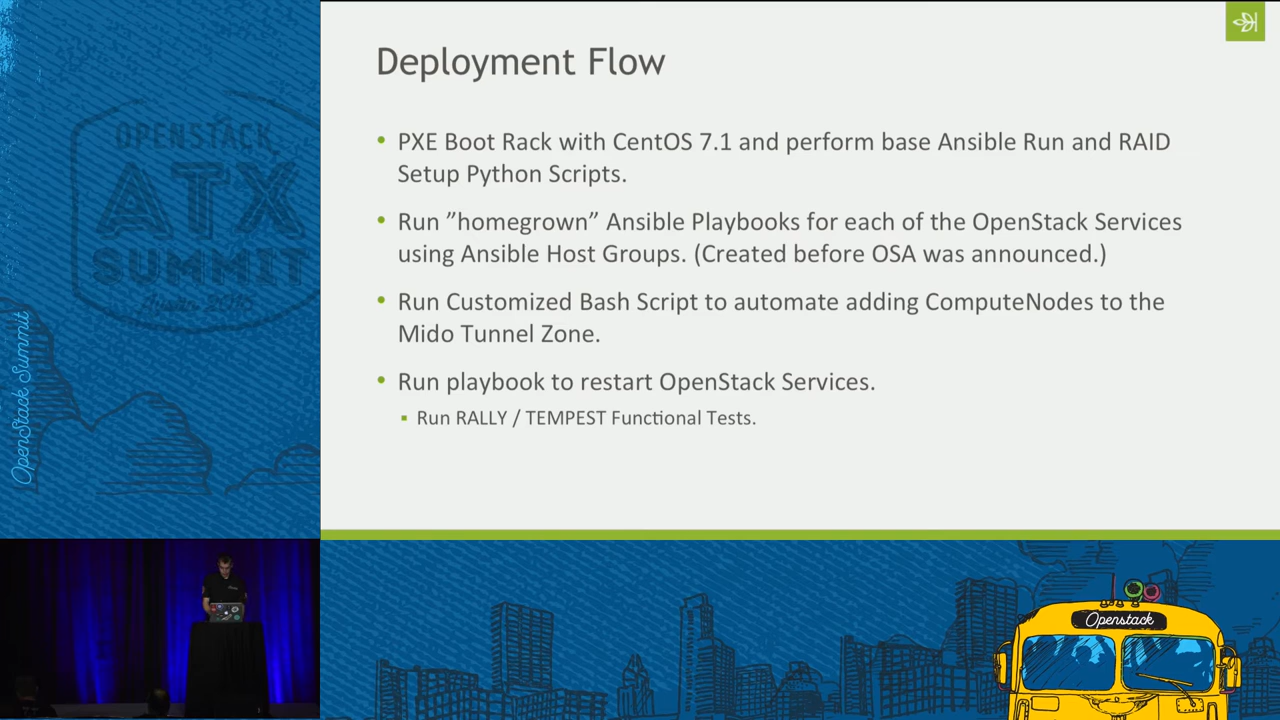 OPENSTACK
ATX
SUMMIT
Austin 2016
OpenStack Summit
Deployment Flow
• PXE Boot Rack with CentOS 7.1 and perform base Ansible Run and RAID
Setup Python Scripts.
• Run ”homegrown” Ansible Playbooks for each of the OpenStack Services
using Ansible Host Groups. (Created before OSA was announced.)
• Run Customized Bash Script to automate adding ComputeNodes to the
Mido Tunnel Zone.
• Run playbook to restart OpenStack Services.
▪ Run RALLY / TEMPEST Functional Tests.
Openstack